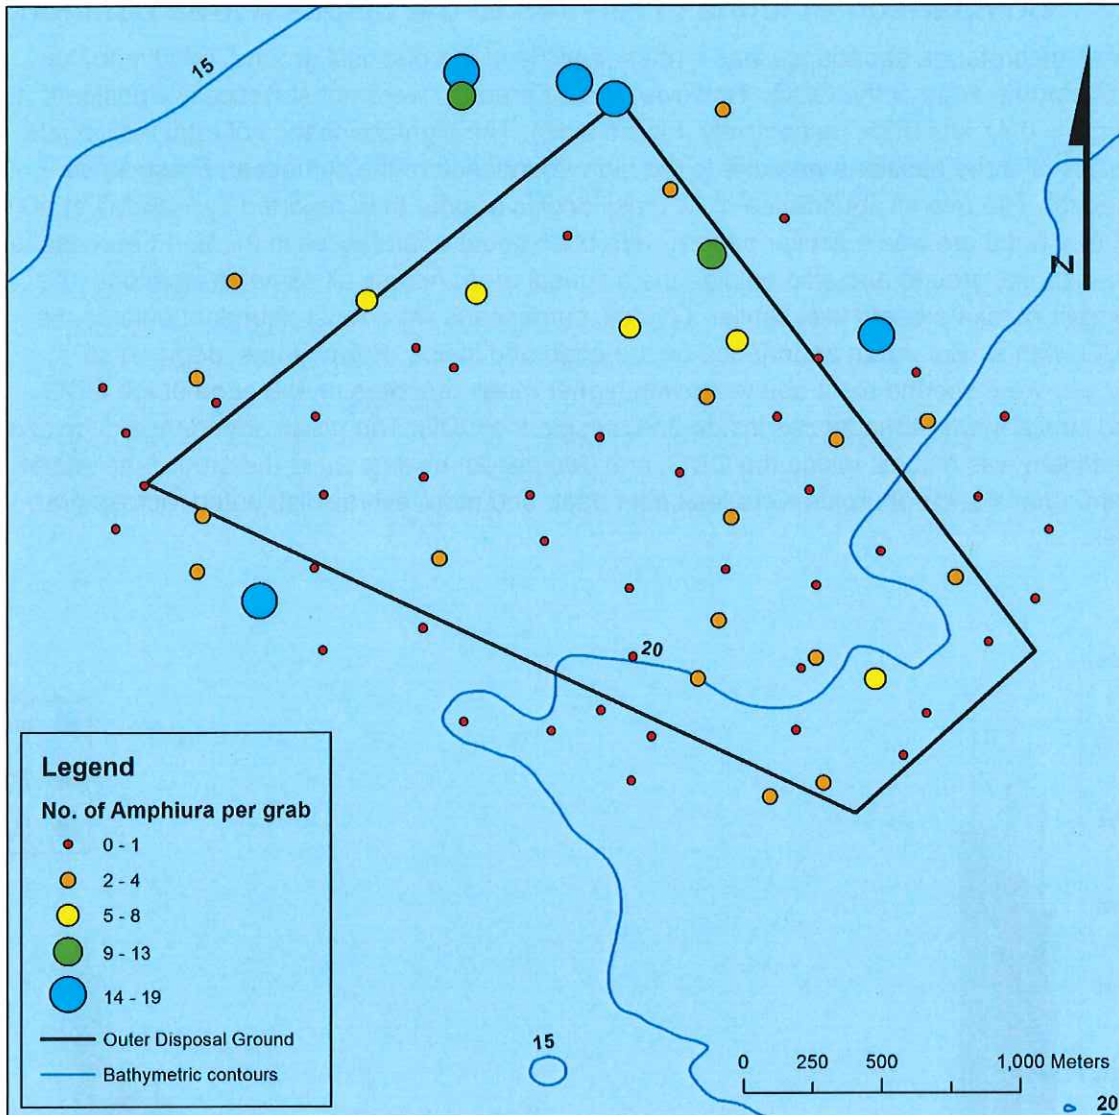 15
N
20
Legend
No. of Amphiura per grab
0 - 1
2 - 4
5 - 8
9 - 13
14 - 19
Outer Disposal Ground
Bathymetric contours
15
0 250 500 1,000 Meters
20